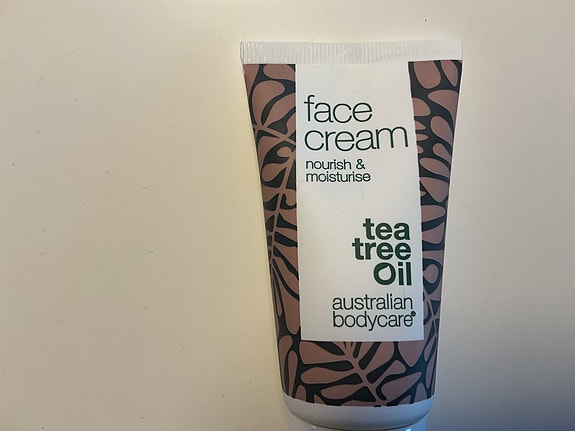 face
cream
nourish &
moisturise
tea
tree
Oil
australian
bodycare®